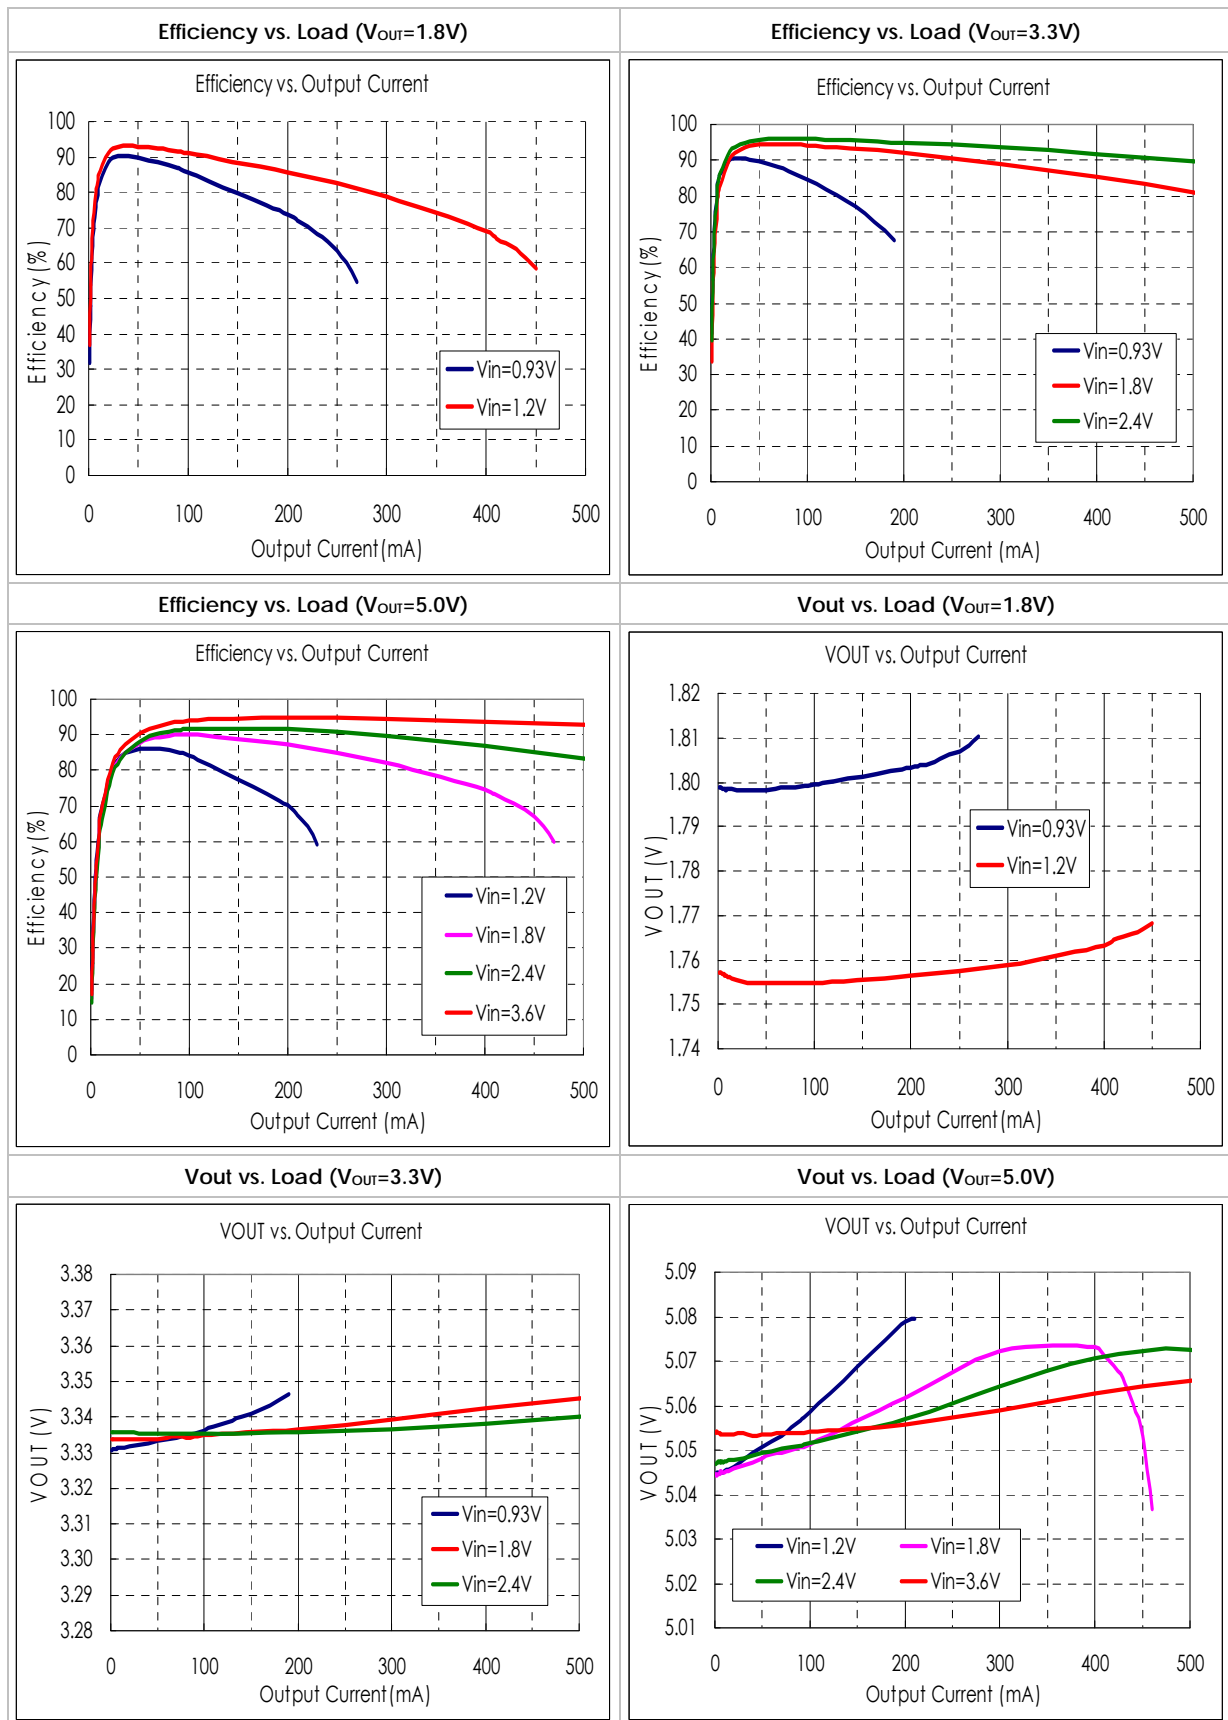 Efficiency vs. Load (VOUT=1.8V)
Efficiency vs. Load (VOUT=3.3V)
Efficiency vs. Output Current
Efficiency (%)
100
90
80
70
60
50
40
30
20
10
0
Vin=0.93V
Vin=1.2V
0 100 200 300 400 500
Output Current(mA)
Efficiency vs. Output Current
Efficiency (%)
100
90
80
70
60
50
40
30
20
10
0
Vin=0.93V
Vin=1.8V
Vin=2.4V
0 100 200 300 400 500
Output Current (mA)
Efficiency vs. Load (VOUT=5.0V)
Vout vs. Load (VOUT=1.8V)
Efficiency vs. Output Current
Efficiency (%)
100
90
80
70
60
50
40
30
20
10
0
Vin=1.2V
Vin=1.8V
Vin=2.4V
Vin=3.6V
0 100 200 300 400 500
Output Current (mA)
VOUT vs. Output Current
VOUT (V)
1.82
1.81
1.80
1.79
1.78
1.77
1.76
1.75
1.74
Vin=0.93V
Vin=1.2V
0 100 200 300 400 500
Output Current (mA)
Vout vs. Load (VOUT=3.3V)
Vout vs. Load (VOUT=5.0V)
VOUT vs. Output Current
VOUT (V)
3.38
3.37
3.36
3.35
3.34
3.33
3.32
3.31
3.30
3.29
3.28
Vin=0.93V
Vin=1.8V
Vin=2.4V
0 100 200 300 400 500
Output Current(mA)
VOUT vs. Output Current
VOUT (V)
5.09
5.08
5.07
5.06
5.05
5.04
5.03
5.02
5.01
Vin=1.2V Vin=1.8V
Vin=2.4V Vin=3.6V
0 100 200 300 400 500
Output Current (mA)